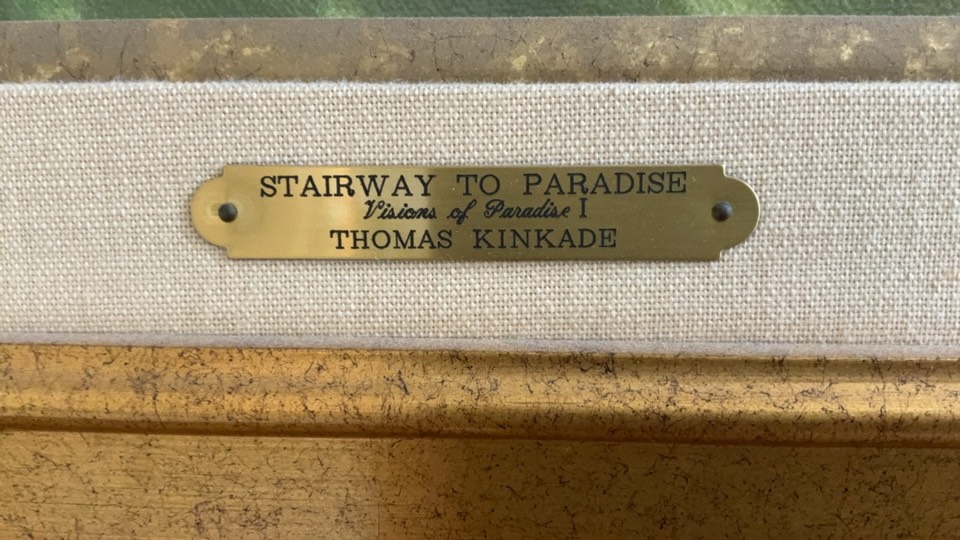 STAIRWAY TO PARADISE
Visions of Paradise I
THOMAS KINKADE